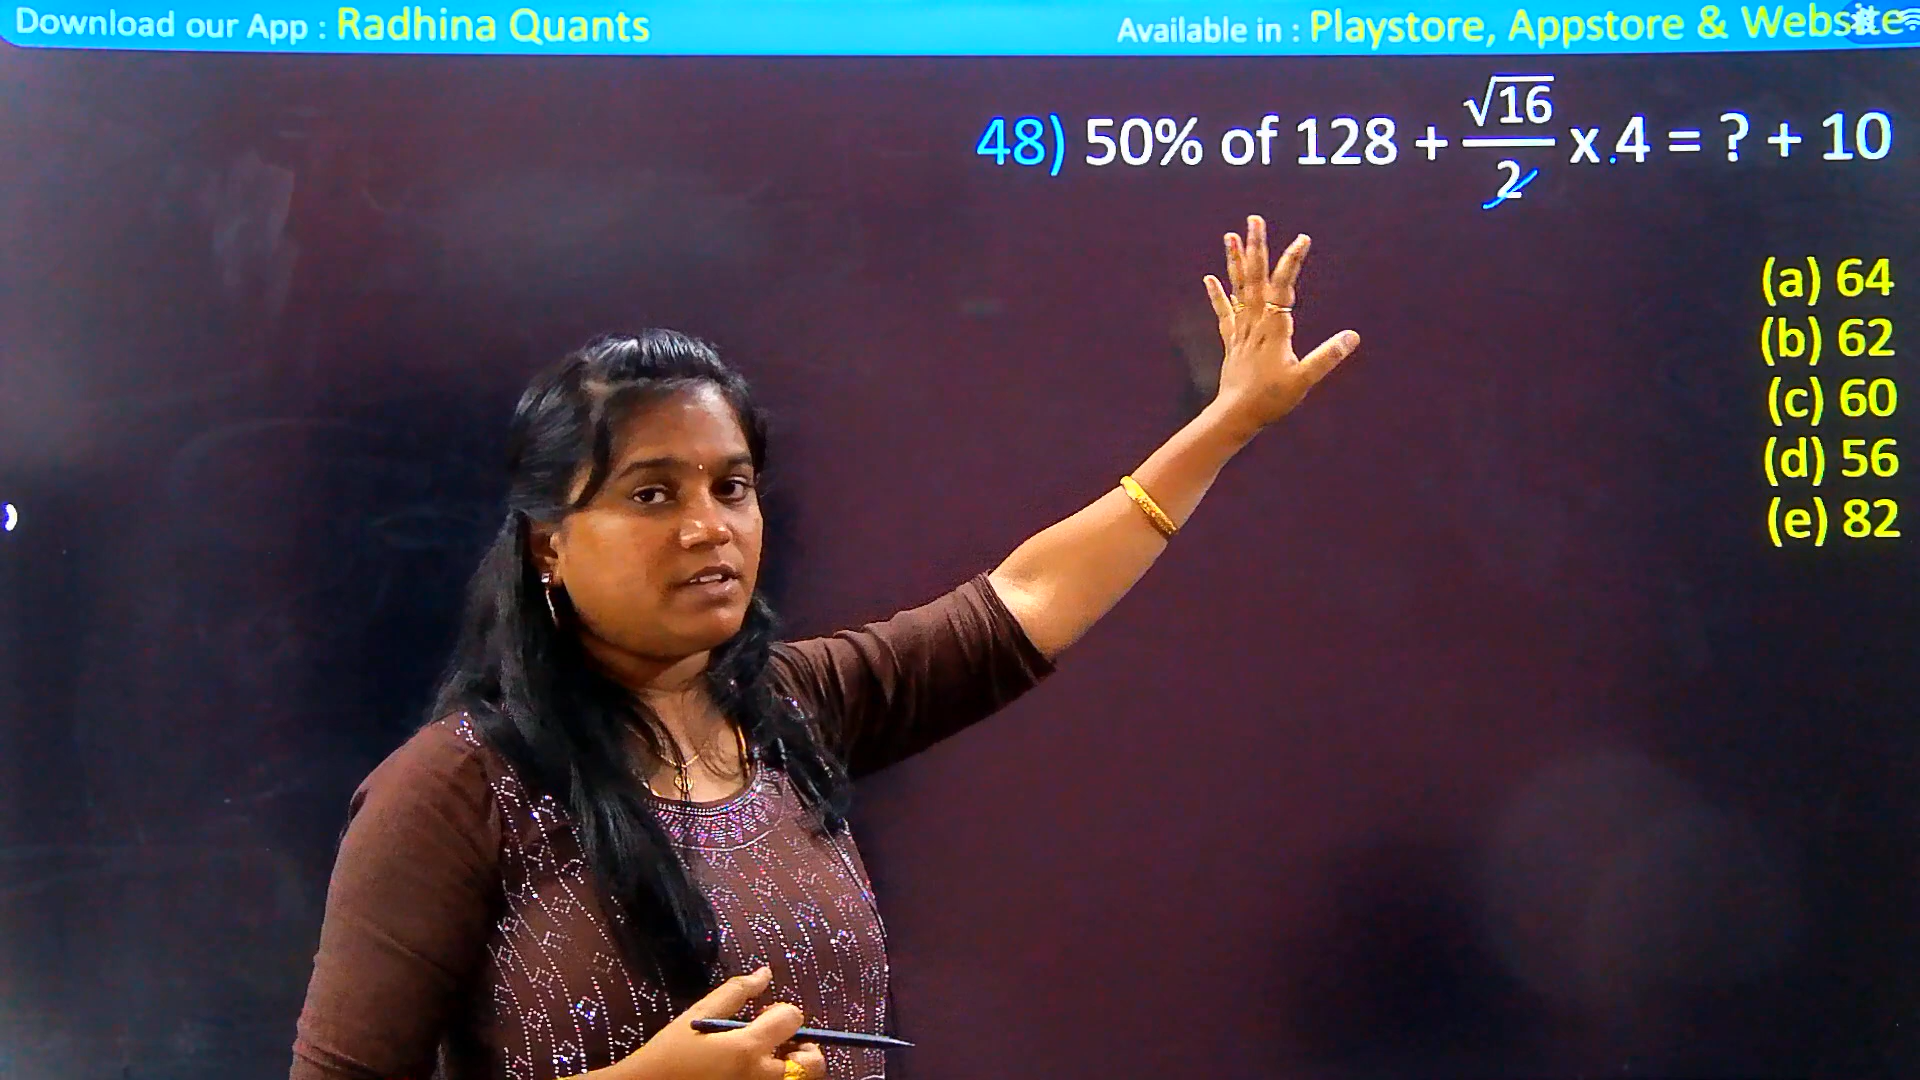 Download our App : Radhina Quants
Available in : Playstore, Appstore & Website
48) 50% of 128 + √16/2 x 4 = ? + 10
(a) 64
(b) 62
(c) 60
(d) 56
(e) 82